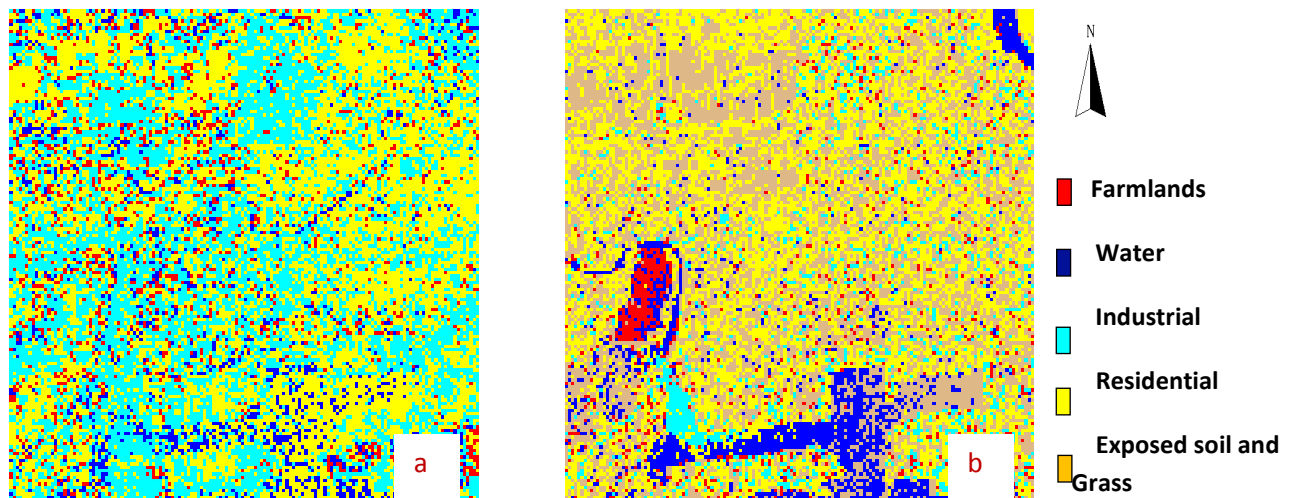 a
b
N
Farmlands
Water
Industrial
Residential
Exposed soil and
Grass